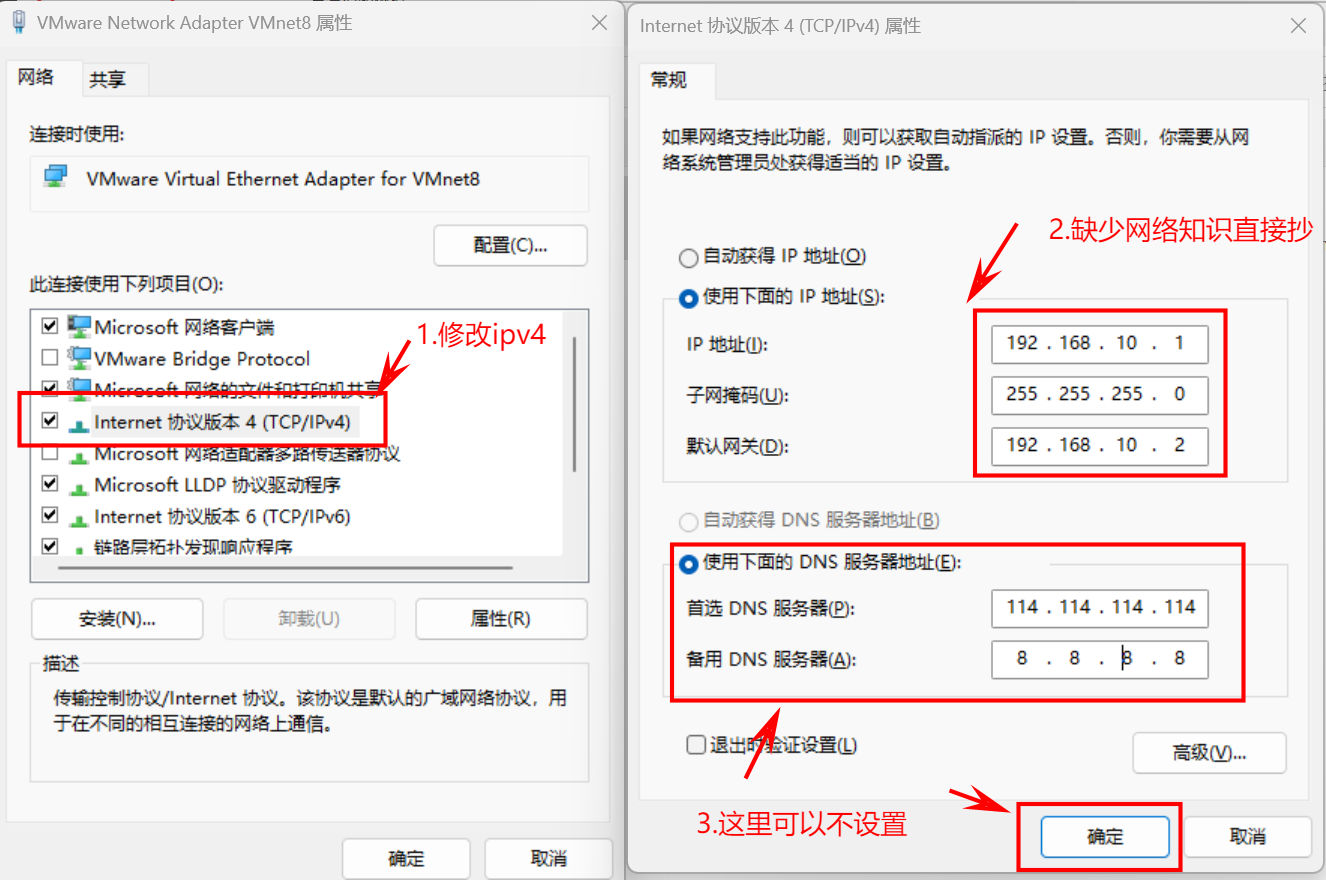 VMware Network Adapter VMnet8 属性
网络
共享
连接时使用:
VMware Virtual Ethernet Adapter for VMnet8
配置(C)...
此连接使用下列项目(O):
Microsoft 网络客户端
VMware Bridge Protocol
Microsoft 网络的文件和打印机共享
Internet 协议版本 4 (TCP/IPv4)
Microsoft 网络适配器多路传送器协议
Microsoft LLDP 协议驱动程序
Internet 协议版本 6 (TCP/IPv6)
链路层拓扑发现响应程序
1.修改ipv4
安装(N)...
卸载(U)
属性(R)
描述
传输控制协议/Internet 协议。该协议是默认的广域网络协议，用
于在不同的相互连接的网络上通信。
确定
取消
Internet 协议版本 4 (TCP/IPv4) 属性
常规
如果网络支持此功能，则可以获取自动指派的 IP 设置。否则，你需要从网
络系统管理员处获得适当的 IP 设置。
2.缺少网络知识直接抄
自动获得 IP 地址(O)
使用下面的 IP 地址(S):
IP 地址(I):
192 . 168 . 10 . 1
子网掩码(U):
255 . 255 . 255 . 0
默认网关(D):
192 . 168 . 10 . 2
自动获得 DNS 服务器地址(B)
使用下面的 DNS 服务器地址(E):
首选 DNS 服务器(P):
114 . 114 . 114 . 114
备用 DNS 服务器(A):
8 . 8 . 8 . 8
退出时验证设置(L)
高级(V)...
3.这里可以不设置
确定
取消